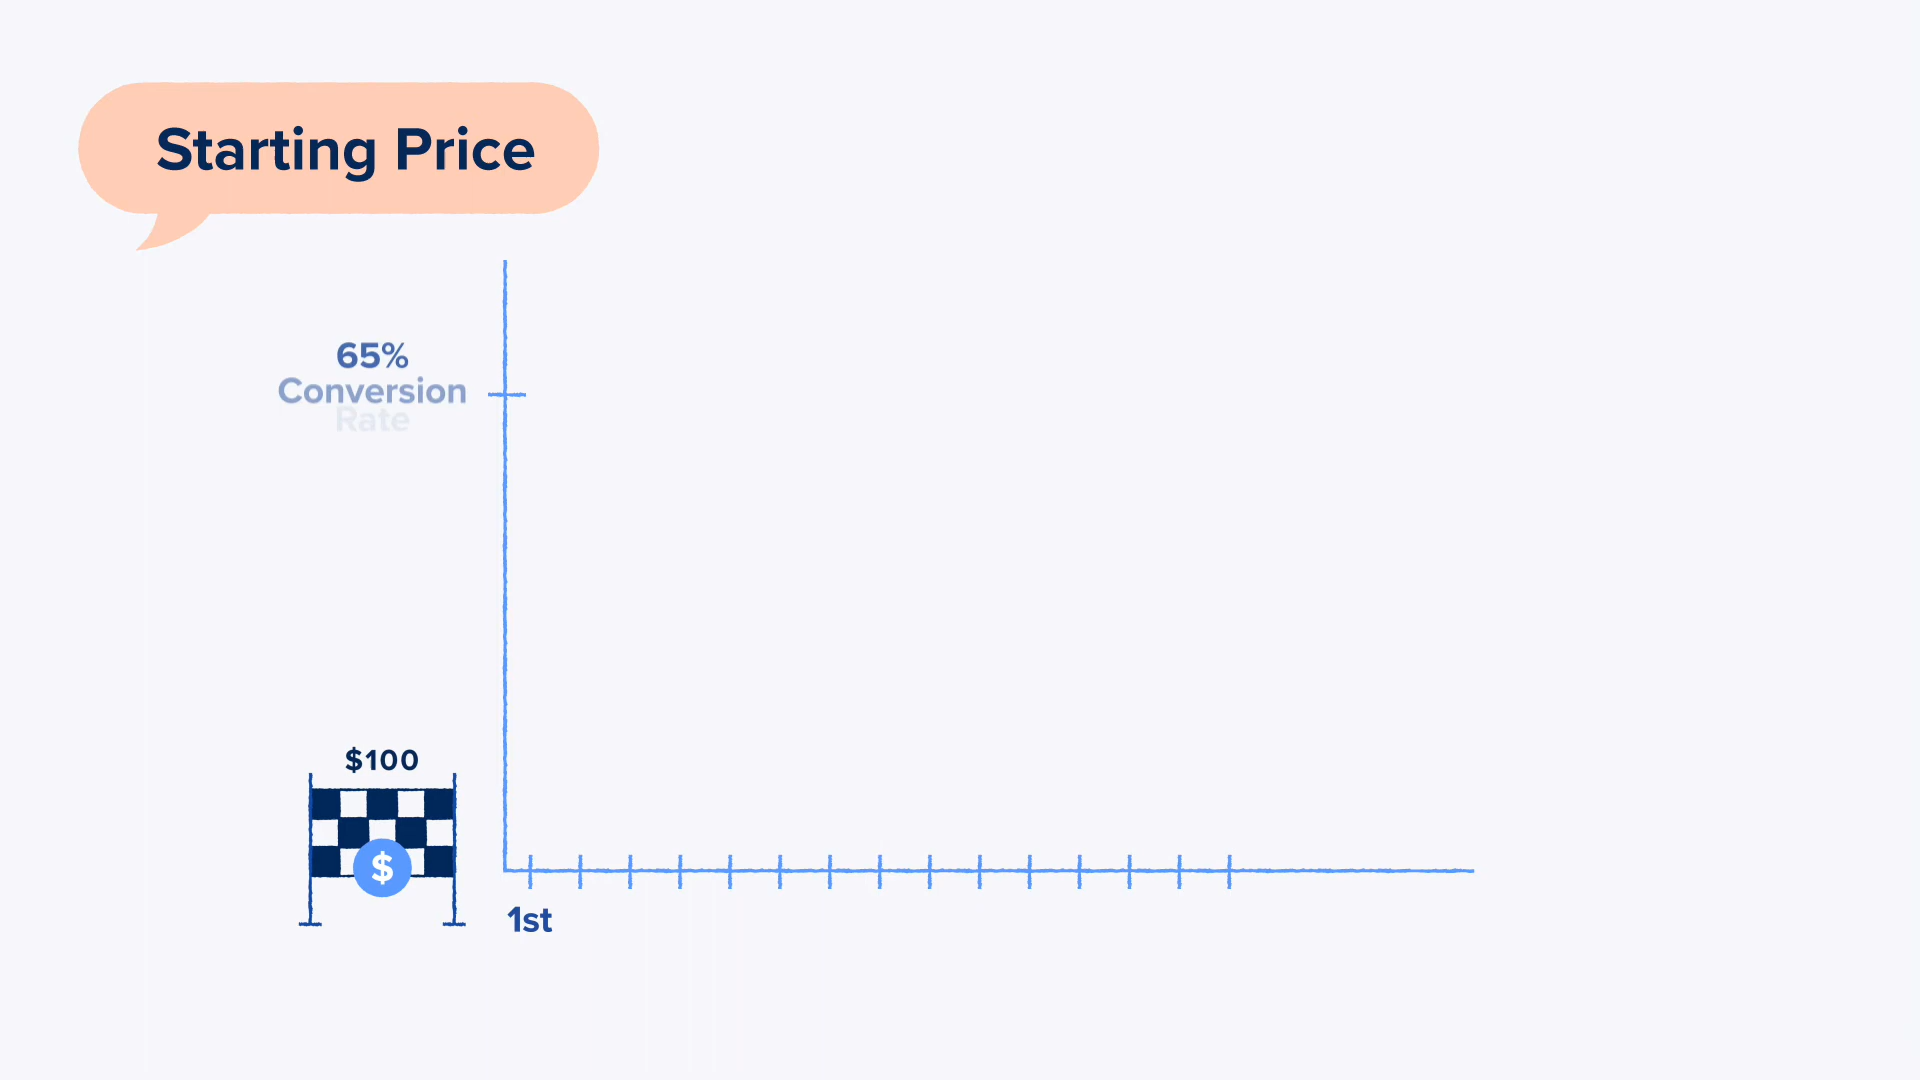 Starting Price
65%
Conversion
Rate
$100
$
1st